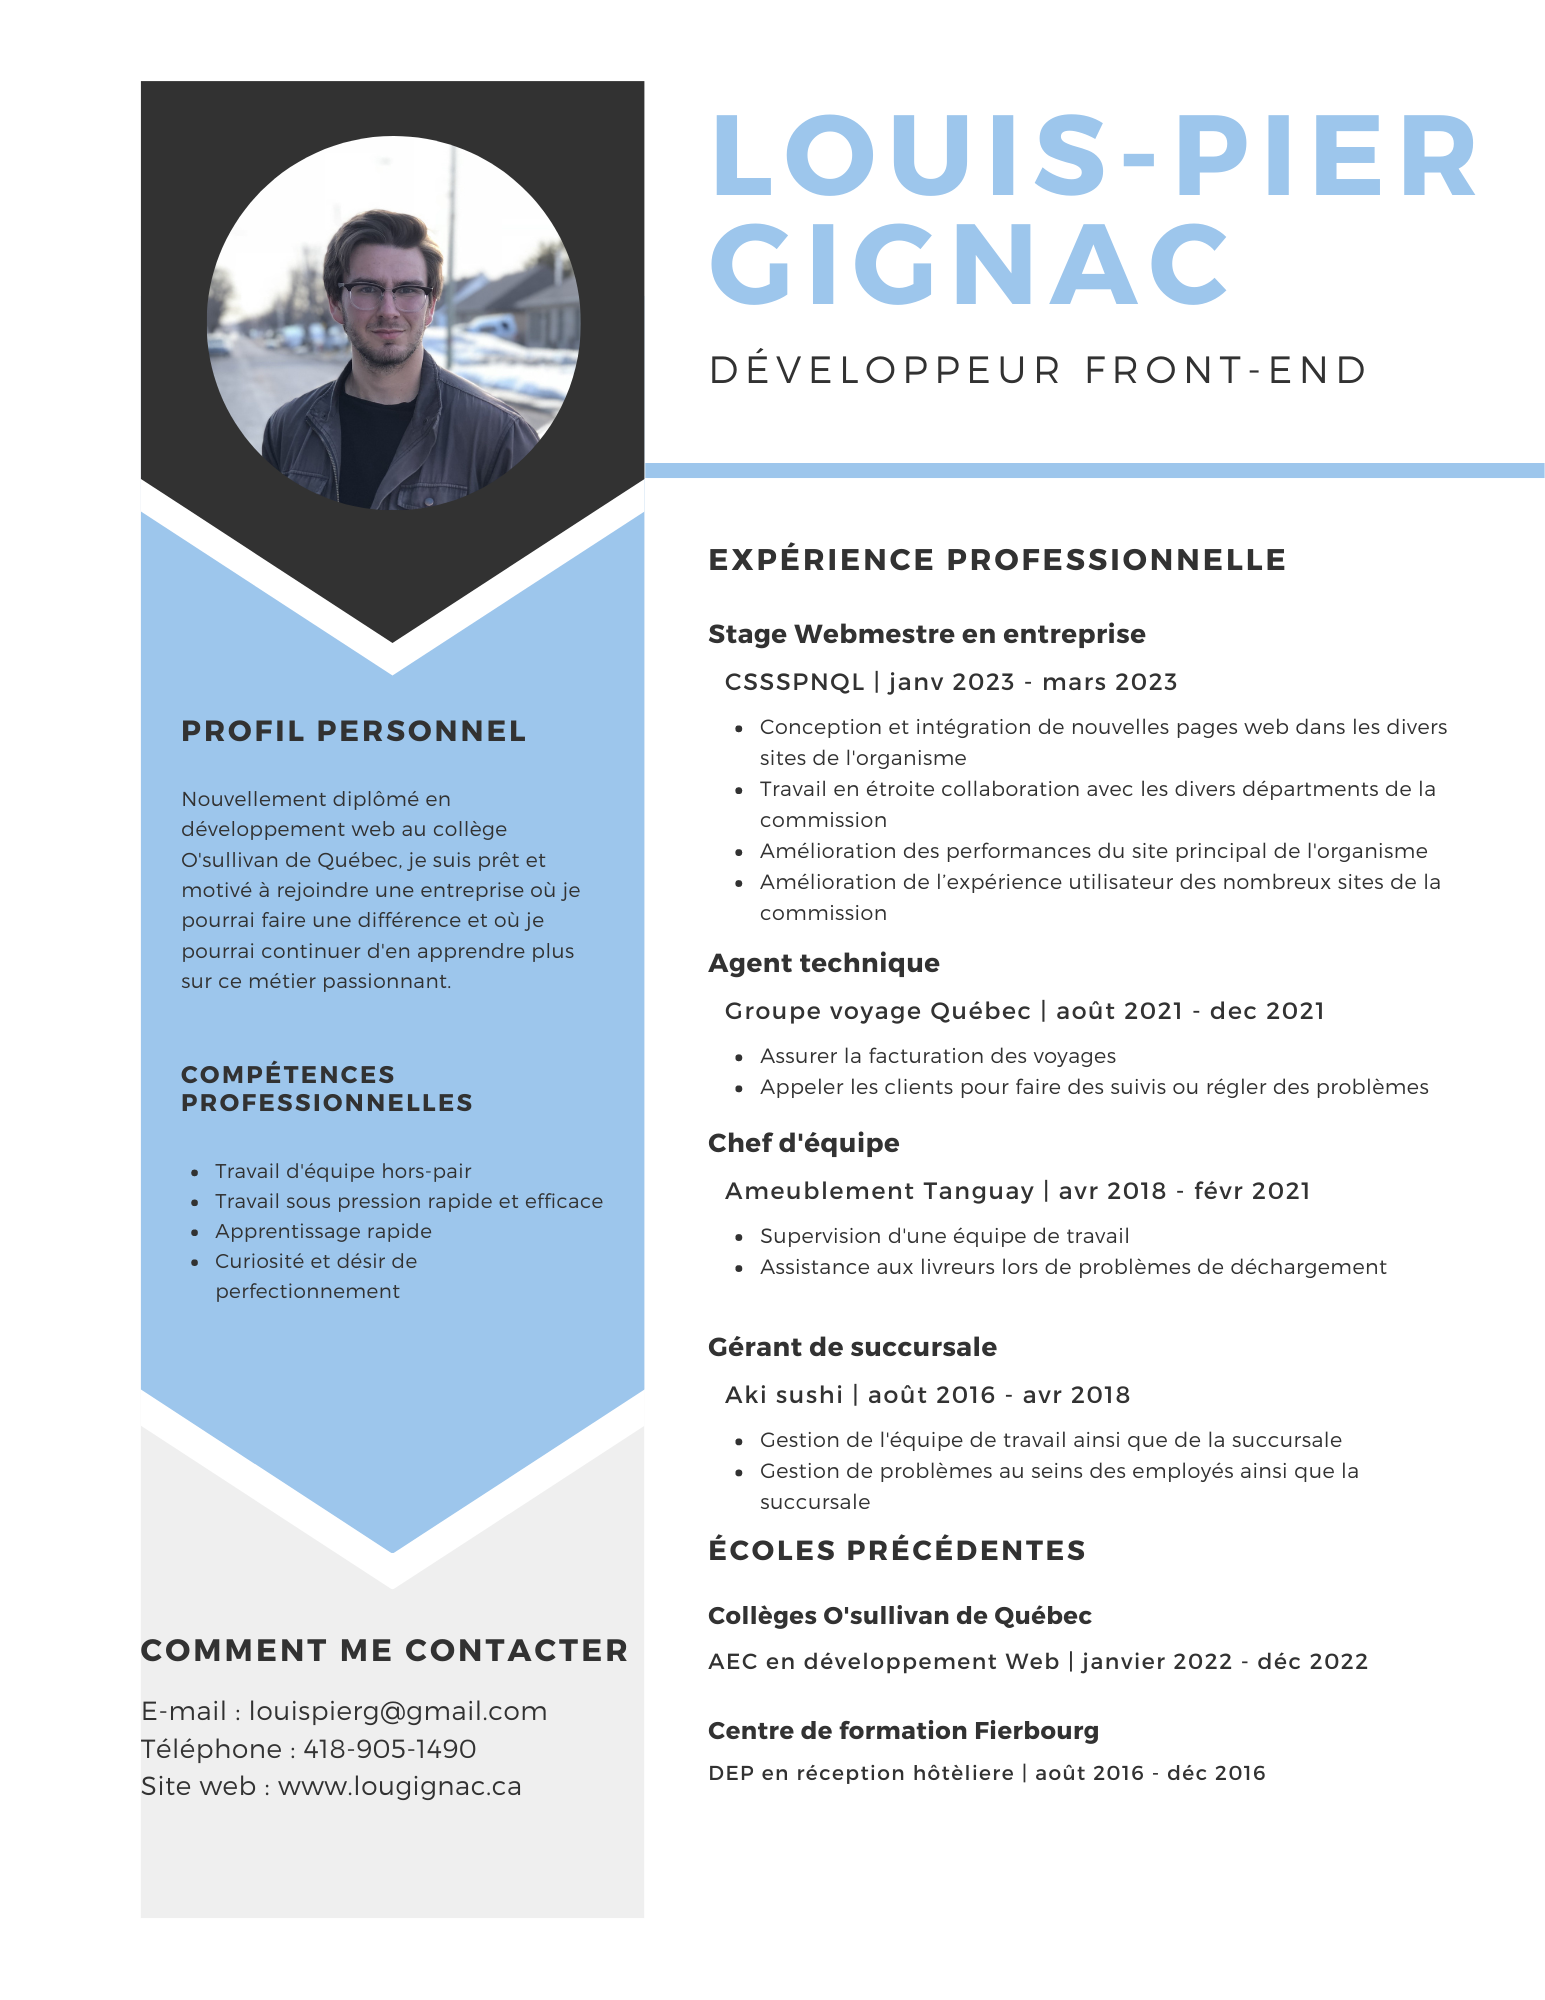 LOUIS-PIER
GIGNAC
DÉVELOPPEUR FRONT-END
PROFIL PERSONNEL
Nouvellement diplômé en
développement web au collège
O'sullivan de Québec, je suis prêt et
motivé à rejoindre une entreprise où je
pourrai faire une différence et où je
pourrai continuer d'en apprendre plus
sur ce métier passionnant.
COMPÉTENCES
PROFESSIONNELLES
• Travail d'équipe hors-pair
• Travail sous pression rapide et efficace
• Apprentissage rapide
• Curiosité et désir de
perfectionnement
COMMENT ME CONTACTER
E-mail : louispierg@gmail.com
Téléphone : 418-905-1490
Site web : www.lougignac.ca
EXPÉRIENCE PROFESSIONNELLE
Stage Webmestre en entreprise
CSSSPNQL | janv 2023 - mars 2023
• Conception et intégration de nouvelles pages web dans les divers
sites de l'organisme
• Travail en étroite collaboration avec les divers départments de la
commission
• Amélioration des performances du site principal de l'organisme
• Amélioration de l’expérience utilisateur des nombreux sites de la
commission
Agent technique
Groupe voyage Québec | août 2021 - dec 2021
• Assurer la facturation des voyages
• Appeler les clients pour faire des suivis ou régler des problèmes
Chef d'équipe
Ameublement Tanguay | avr 2018 - févr 2021
• Supervision d'une équipe de travail
• Assistance aux livreurs lors de problèmes de déchargement
Gérant de succursale
Aki sushi | août 2016 - avr 2018
• Gestion de l'équipe de travail ainsi que de la succursale
• Gestion de problèmes au seins des employés ainsi que la
succursale
ÉCOLES PRÉCÉDENTES
Collèges O'sullivan de Québec
AEC en développement Web | janvier 2022 - déc 2022
Centre de formation Fierbourg
DEP en réception hôtèliere | août 2016 - déc 2016